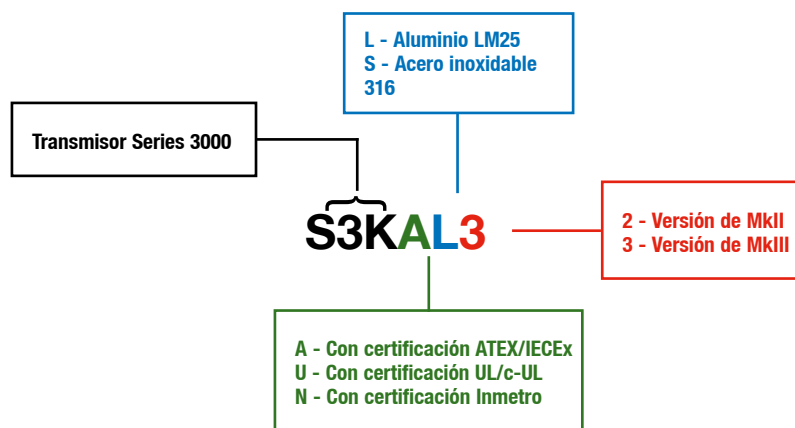 L - Aluminio LM25
S - Acero inoxidable
316
Transmisor Series 3000
S3KAL3
2 - Versión de MkII
3 - Versión de MkIII
A - Con certificación ATEX/IECEx
U - Con certificación UL/c-UL
N - Con certificación Inmetro